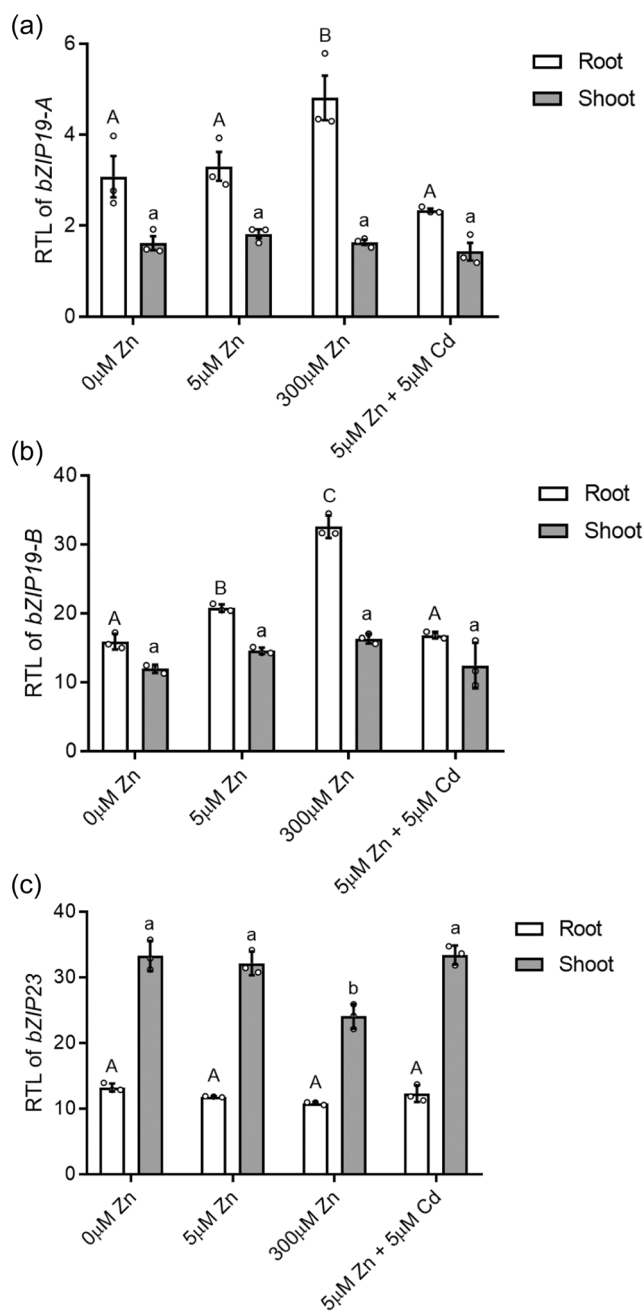 (a)
RTL of bZIP19-A
6
4
2
0
A
a
A
a
B
a
A
a
Root
Shoot
0µM Zn
5µM Zn
300µM Zn
5µM Zn + 5µM Cd
(b)
RTL of bZIP19-B
40
30
20
10
0
A
a
B
a
C
a
A
a
Root
Shoot
0µM Zn
5µM Zn
300µM Zn
5µM Zn + 5µM Cd
(c)
RTL of bZIP23
40
30
20
10
0
A
a
A
a
A
b
A
a
Root
Shoot
0µM Zn
5µM Zn
300µM Zn
5µM Zn + 5µM Cd